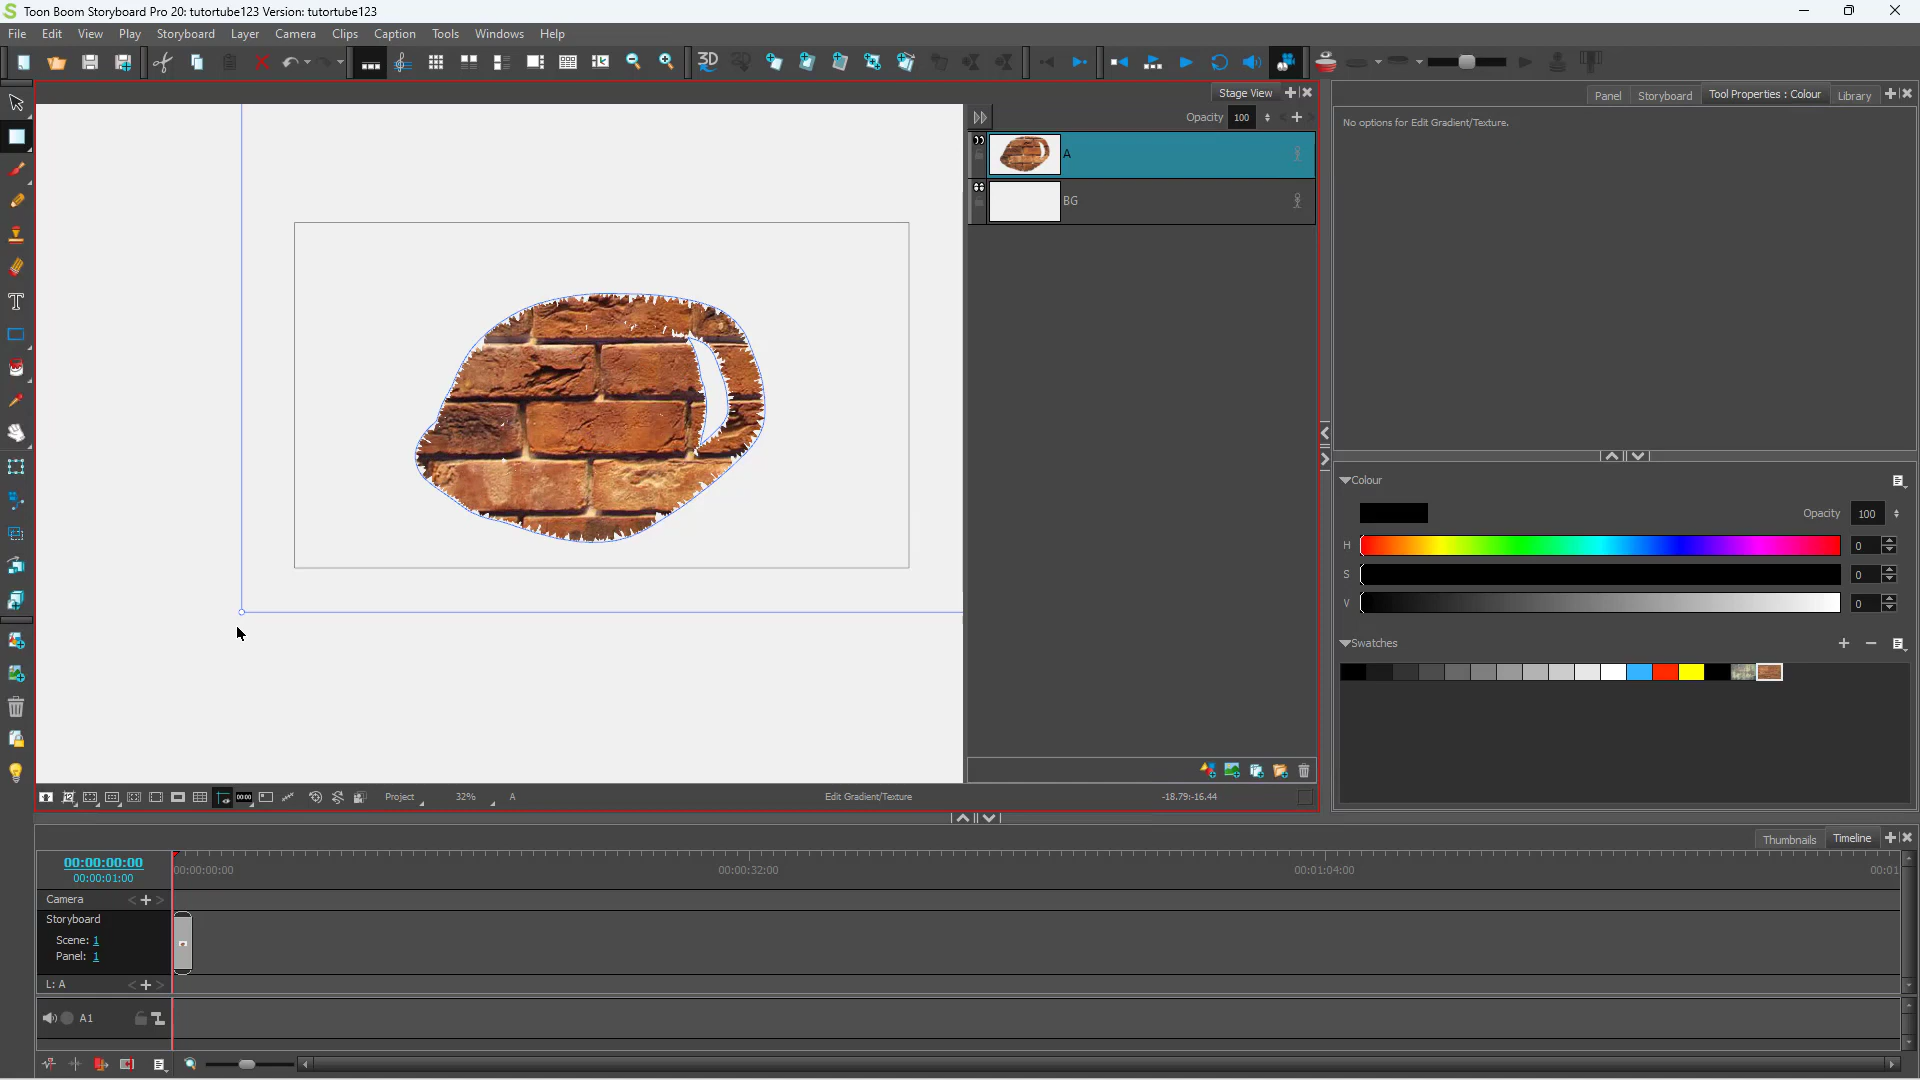 Toon Boom Storyboard Pro 20: tutortube123 Version: tutortube123
File Edit View Play Storyboard Layer Camera Clips Caption Tools Windows Help
3D
Stage View
Panel Storyboard Tool Properties : Colour Library
Opacity 100
No options for Edit Gradient/Texture.
A
BG
Colour
Opacity 100
H 0
S 0
V 0
Swatches
Project 32% A Edit Gradient/Texture -18.79:-16.44
Thumbnails Timeline
00:00:00:00
00:00:01:00
00:00:00:00 00:00:32:00 00:01:04:00 00:01
Camera
Storyboard
Scene: 1
Panel: 1
L: A
A1